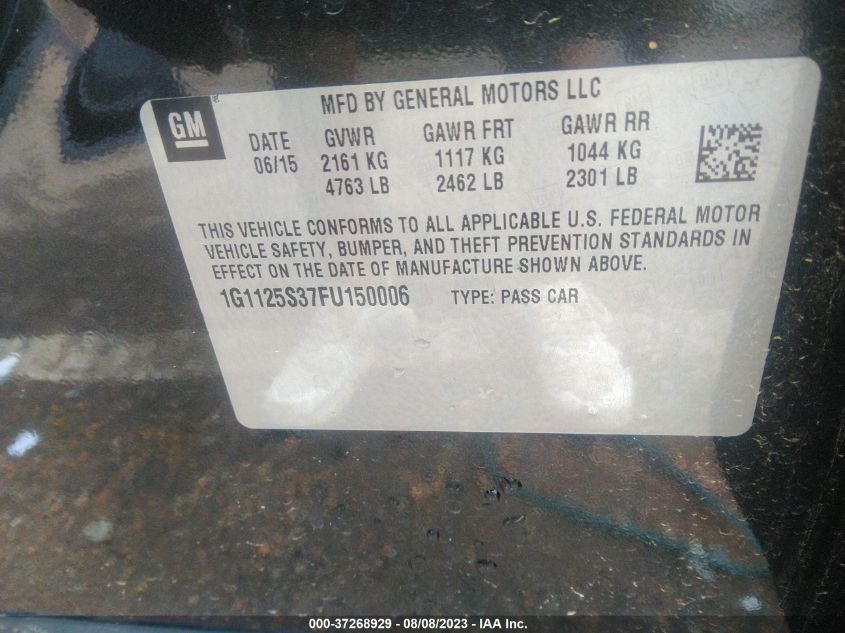 MFD BY GENERAL MOTORS LLC
GM
DATE GVWR GAWR FRT GAWR RR
06/15 2161 KG 1117 KG 1044 KG
4763 LB 2462 LB 2301 LB
THIS VEHICLE CONFORMS TO ALL APPLICABLE U.S. FEDERAL MOTOR
VEHICLE SAFETY, BUMPER, AND THEFT PREVENTION STANDARDS IN
EFFECT ON THE DATE OF MANUFACTURE SHOWN ABOVE.
1G1125S37FU150006 TYPE: PASS CAR
000-37268929 - 08/08/2023 - IAA Inc.